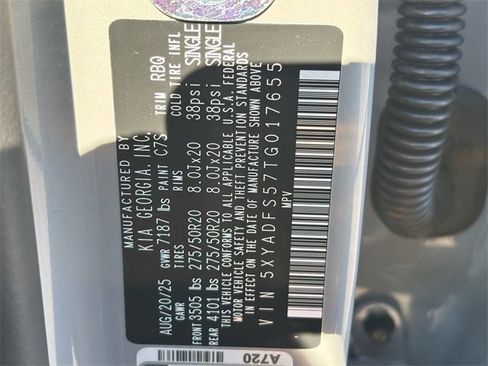 KIA GEORGIA, INC.
AUG/20/25 GVWR 7187 lbs PAINT C7S TRIM RBQ
GAWR TIRES RIMS COLD TIRE INFL
FRONT 3505 lbs 275/50R20 8.0Jx20 38psi SINGLE
REAR 4101 lbs 275/50R20 8.0Jx20 38psi SINGLE
THIS VEHICLE CONFORMS TO ALL APPLICABLE U.S.A. FEDERAL
MOTOR VEHICLE SAFETY AND THEFT PREVENTION STANDARDS
IN EFFECT ON THE DATE OF MANUFACTURE SHOWN ABOVE
VIN 5XYADFS57TG017655
MPV
A720